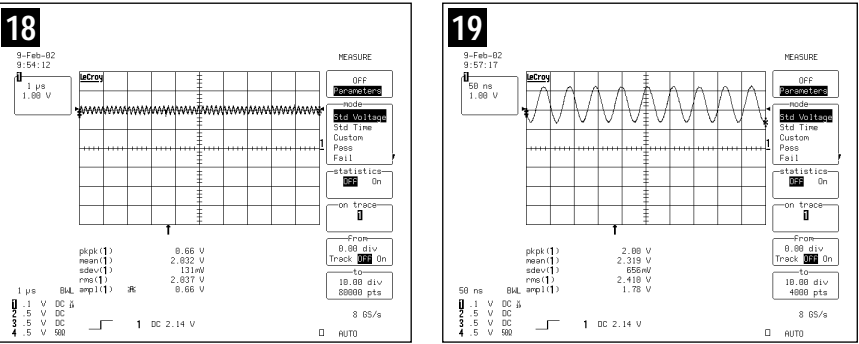 18
9-Feb-02
9:54:12
1
1 µs
1.00 V
LeCroy
1
MEASURE
OFF
Parameters
mode
Std Voltage
Std Time
Custom
Pass
Fail
statistics
OFF On
on trace
1
from
0.00 div
Track OFF On
to
10.00 div
80000 pts
pkpk(1) 0.66 V
mean(1) 2.032 V
sdev(1) 131mV
rms(1) 2.037 V
ampl(1) 0.66 V
1 µs BWL
1 .1 V DC
2 .5 V DC
3 .5 V DC
4 .5 V 50Ω
1 DC 2.14 V
8 GS/s
AUTO
19
9-Feb-02
9:57:17
1
50 ns
1.00 V
LeCroy
1
MEASURE
OFF
Parameters
mode
Std Voltage
Std Time
Custom
Pass
Fail
statistics
OFF On
on trace
1
from
0.00 div
Track OFF On
to
10.00 div
4000 pts
pkpk(1) 2.00 V
mean(1) 2.319 V
sdev(1) 656mV
rms(1) 2.410 V
ampl(1) 1.78 V
50 ns BWL
1 .1 V DC
2 .5 V DC
3 .5 V DC
4 .5 V 50Ω
1 DC 2.14 V
8 GS/s
AUTO